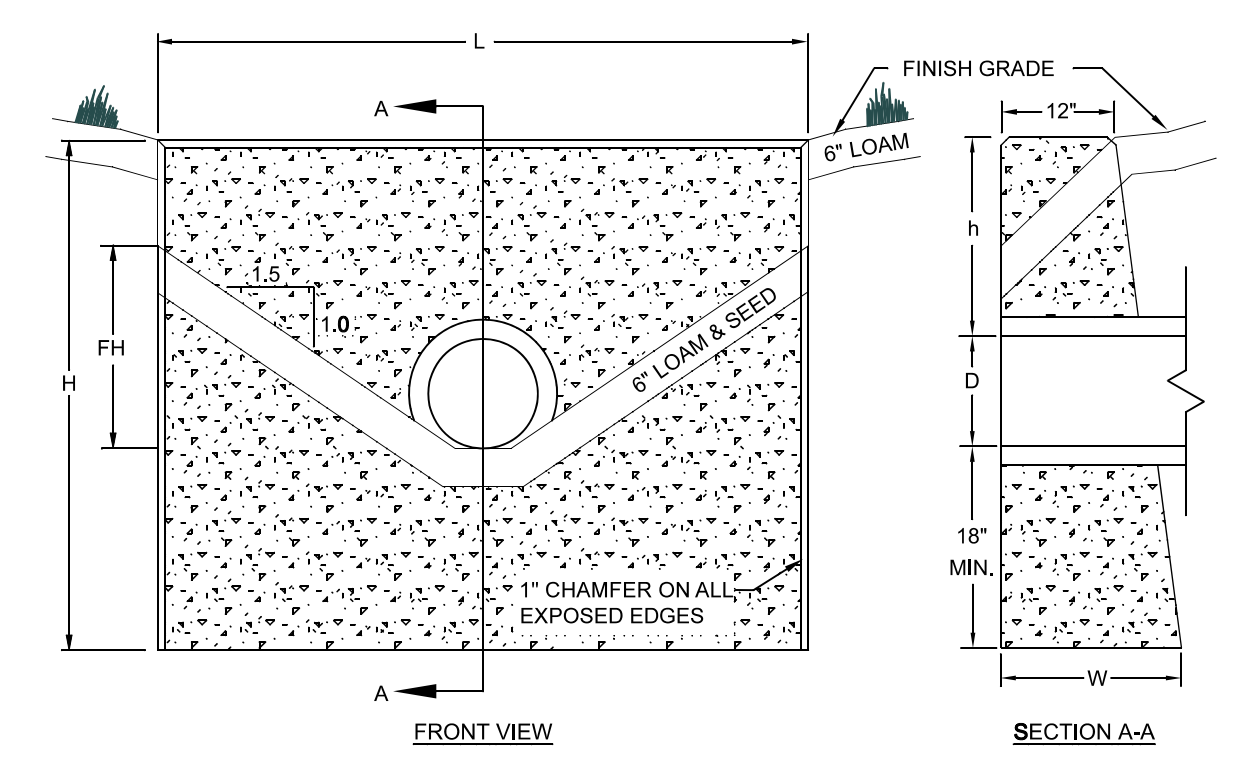 L
FINISH GRADE
A
12"
6" LOAM
h
1.5
1.0
FH
H
6" LOAM & SEED
D
18"
MIN.
1" CHAMFER ON ALL
EXPOSED EDGES
W
A
FRONT VIEW
SECTION A-A